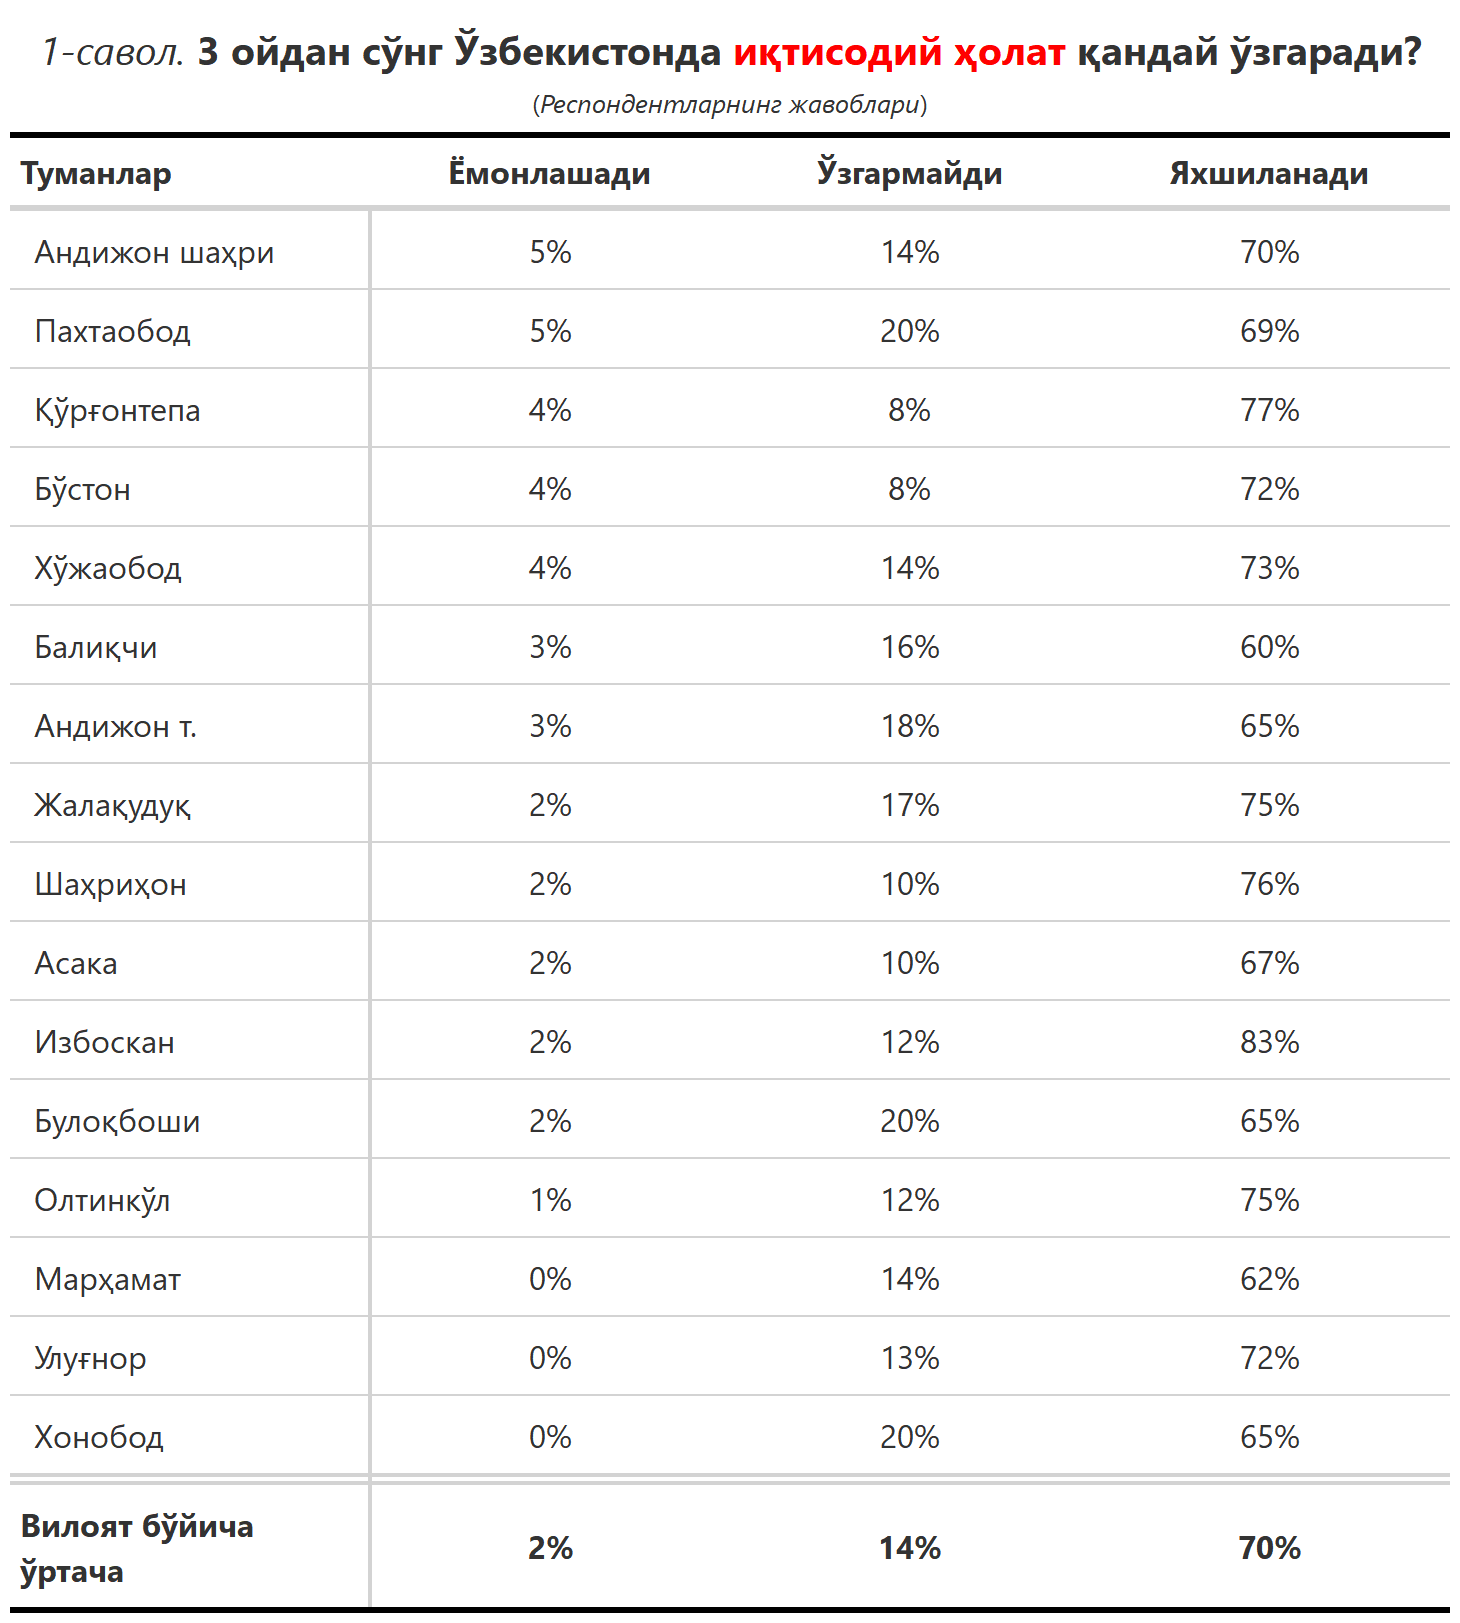 1-савол. 3 ойдан сўнг Ўзбекистонда иқтисодий ҳолат қандай ўзгаради?
(Респондентларнинг жавоблари)
Туманлар Ёмонлашади Ўзгармайди Яхшиланади
Андижон шаҳри 5% 14% 70%
Пахтаобод 5% 20% 69%
Қўрғонтепа 4% 8% 77%
Бўстон 4% 8% 72%
Хўжаобод 4% 14% 73%
Балиқчи 3% 16% 60%
Андижон т. 3% 18% 65%
Жалақудуқ 2% 17% 75%
Шаҳриҳон 2% 10% 76%
Асака 2% 10% 67%
Избоскан 2% 12% 83%
Булоқбоши 2% 20% 65%
Олтинкўл 1% 12% 75%
Марҳамат 0% 14% 62%
Улуғнор 0% 13% 72%
Хонобод 0% 20% 65%
Вилоят бўйича
ўртача 2% 14% 70%